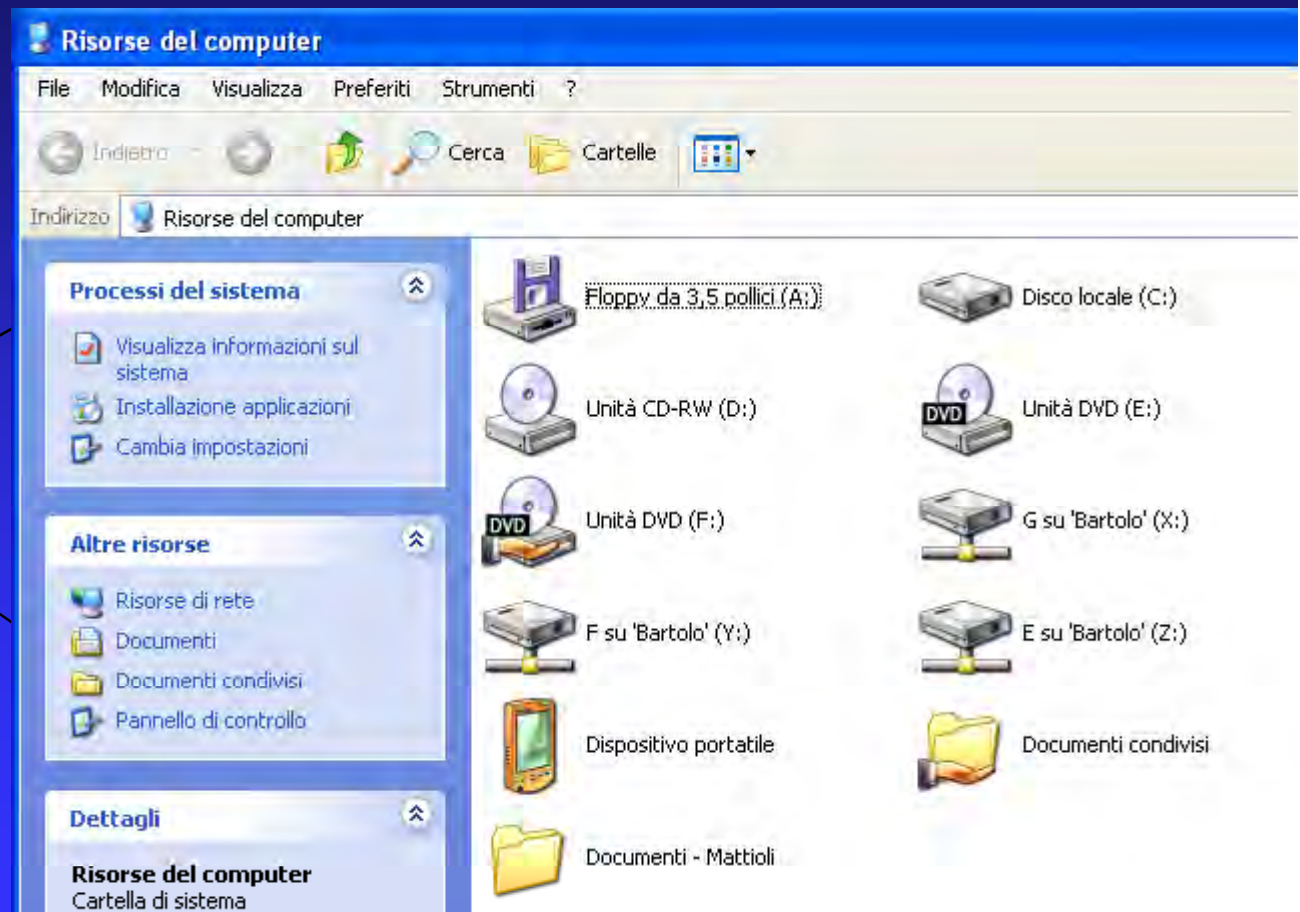 Risorse del computer
File Modifica Visualizza Preferiti Strumenti ?
Indietro Cerca Cartelle
Indirizzo Risorse del computer
Processi del sistema
Visualizza informazioni sul
sistema
Installazione applicazioni
Cambia impostazioni
Altre risorse
Risorse di rete
Documenti
Documenti condivisi
Pannello di controllo
Dettagli
Risorse del computer
Cartella di sistema
Floppy da 3,5 pollici (A:)
Disco locale (C:)
Unità CD-RW (D:)
DVD Unità DVD (E:)
DVD Unità DVD (F:)
G su 'Bartolo' (X:)
F su 'Bartolo' (Y:)
E su 'Bartolo' (Z:)
Dispositivo portatile
Documenti condivisi
Documenti - Mattioli